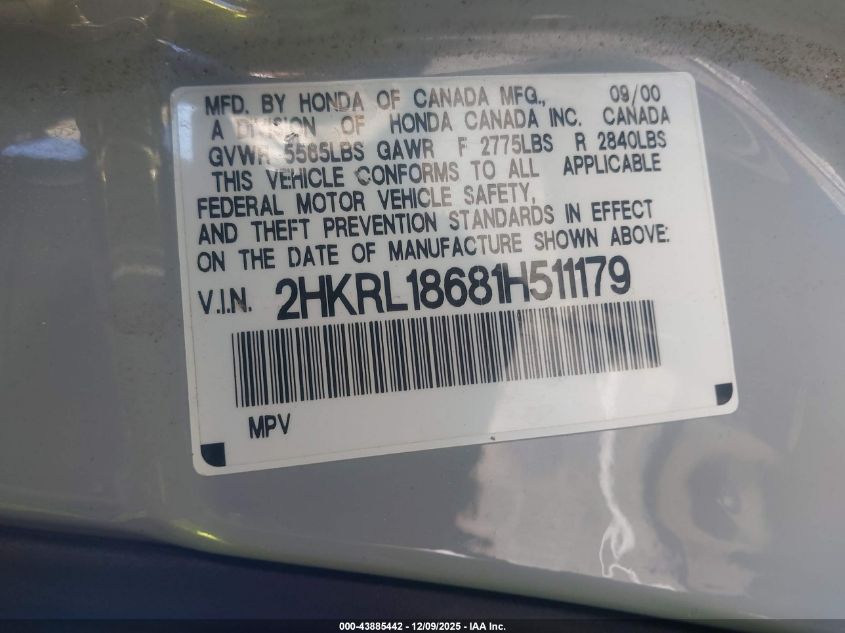 MFD. BY HONDA OF CANADA MFG., 09/00
A DIVISION OF HONDA CANADA INC. CANADA
GVWR 5565LBS GAWR F 2775LBS R 2840LBS
THIS VEHICLE CONFORMS TO ALL APPLICABLE
FEDERAL MOTOR VEHICLE SAFETY,
AND THEFT PREVENTION STANDARDS IN EFFECT
ON THE DATE OF MANUFACTURE SHOWN ABOVE:
V.I.N. 2HKRL18681H511179
MPV
000-43885442 - 12/09/2025 - IAA Inc.